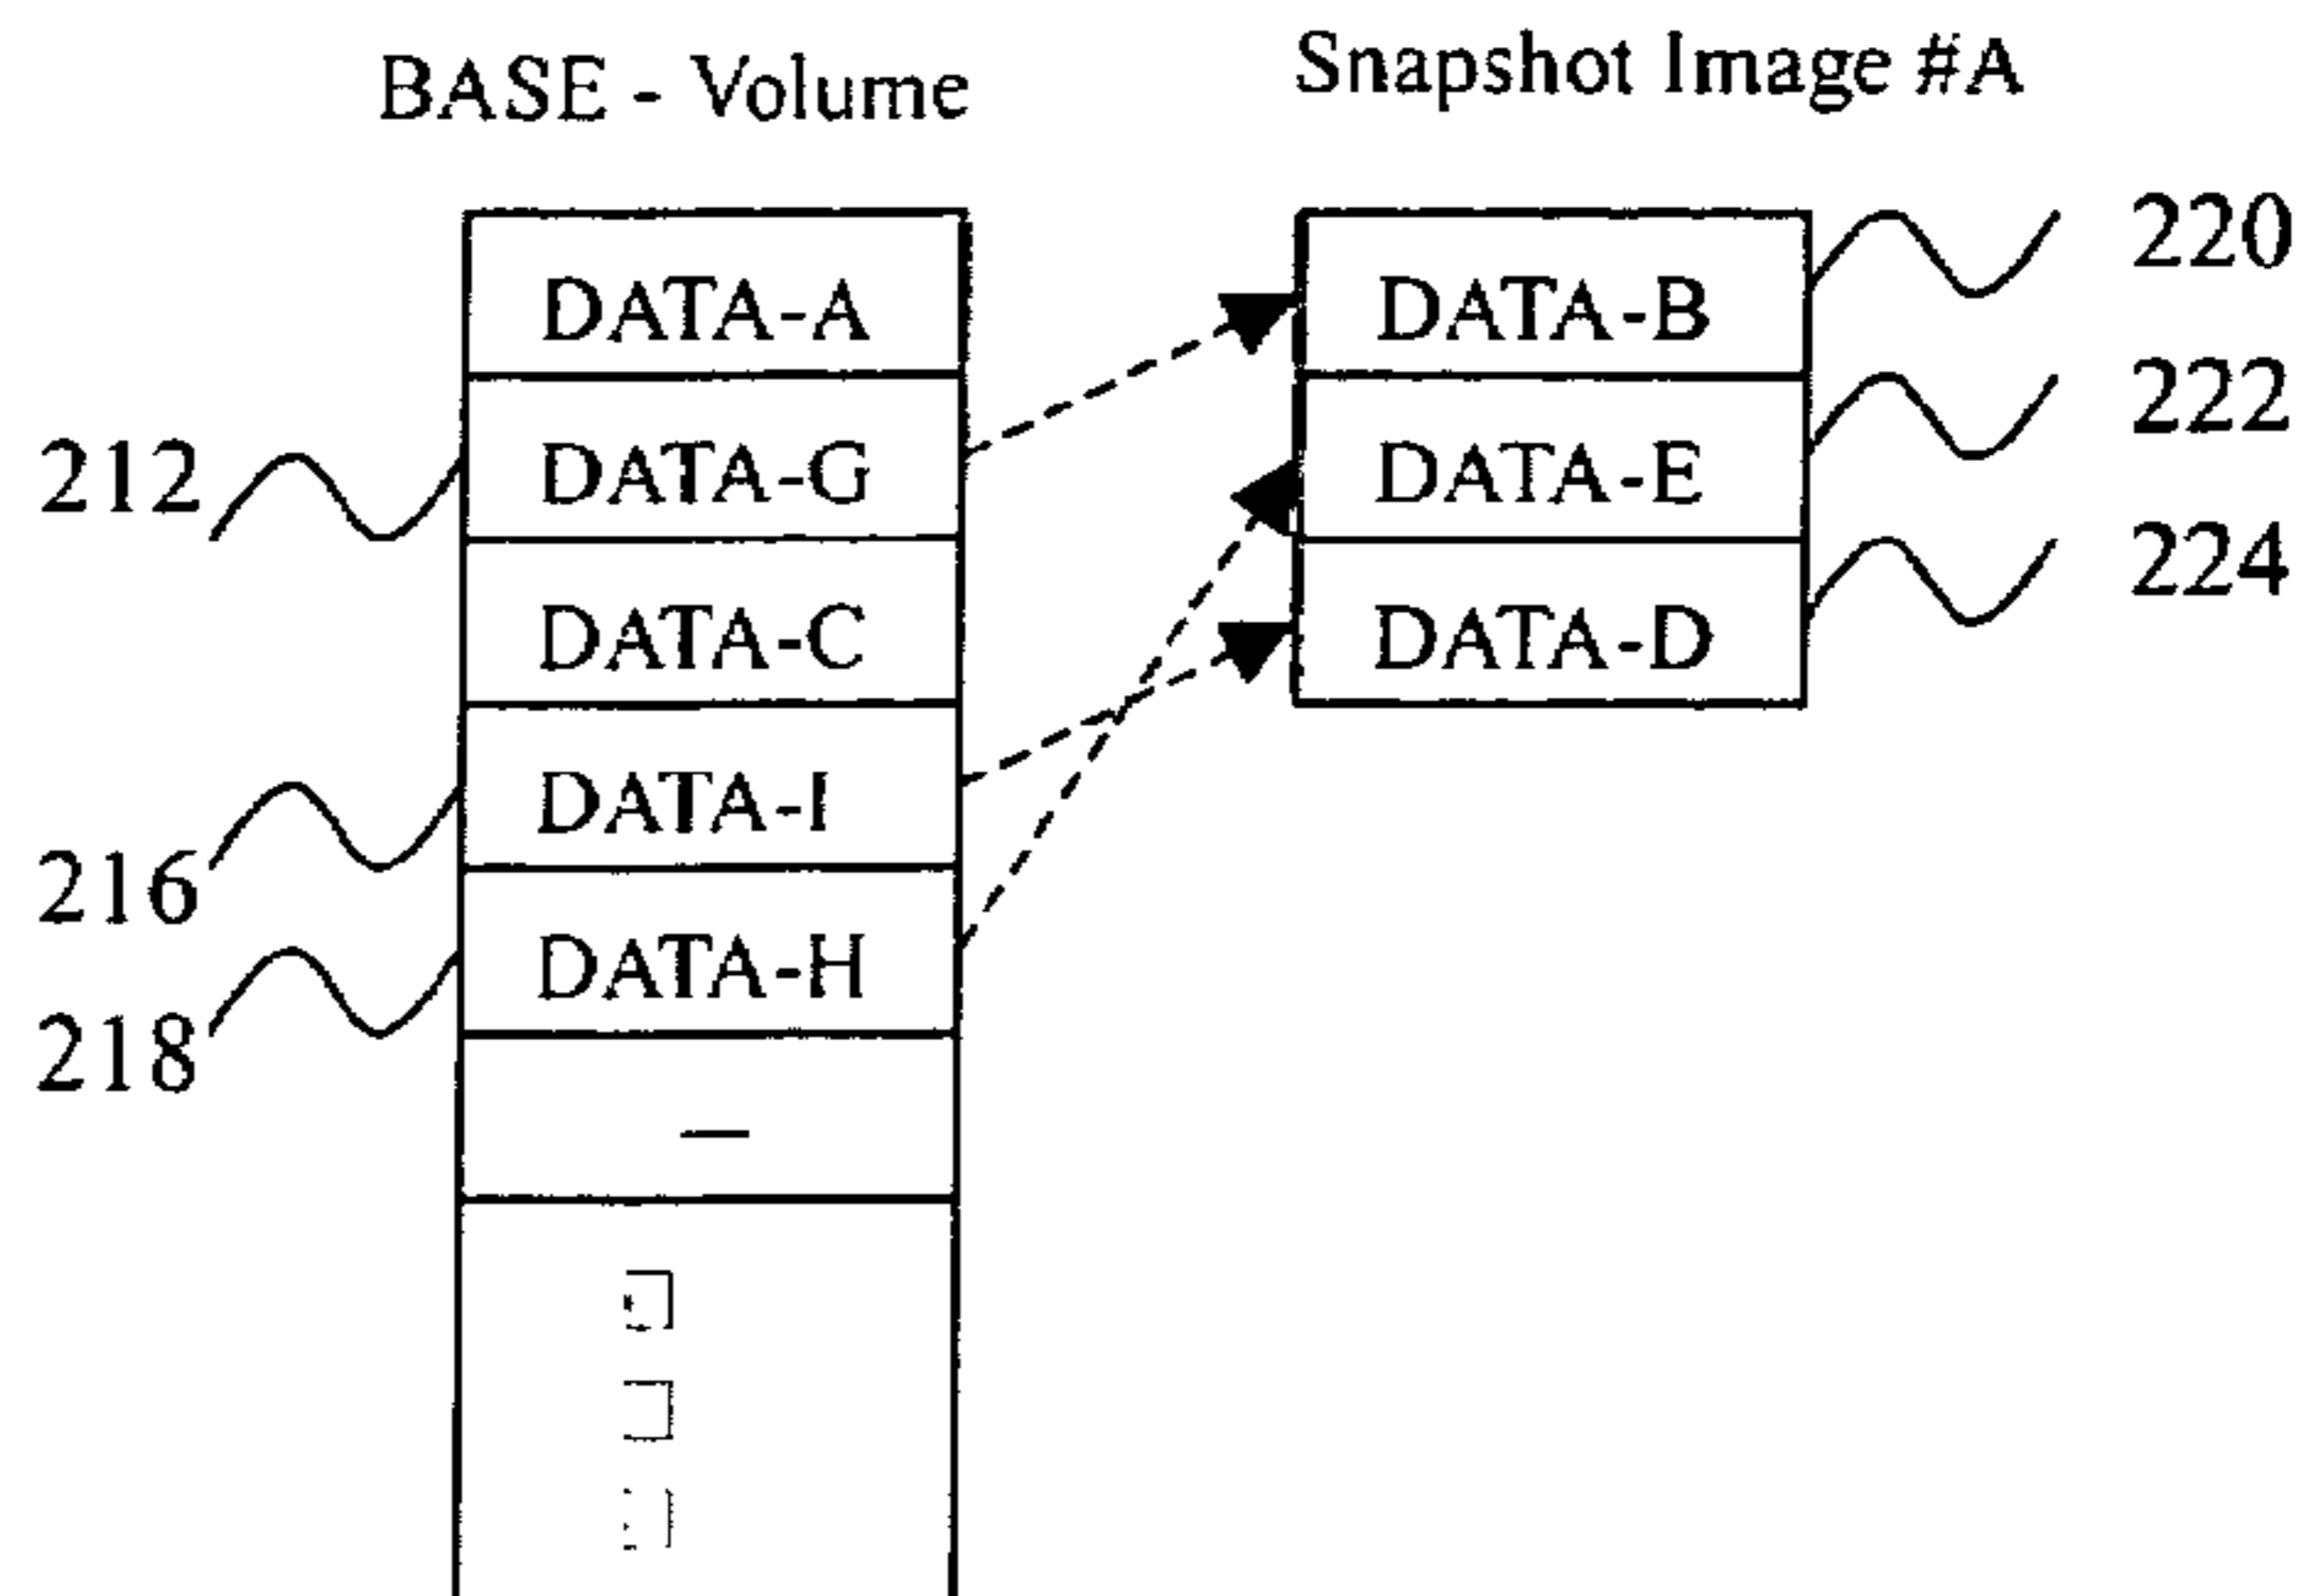 BASE - Volume
Snapshot Image #A
DATA-A
DATA-G
DATA-C
DATA-I
DATA-H
—
212
216
218
DATA-B
DATA-E
DATA-D
220
222
224